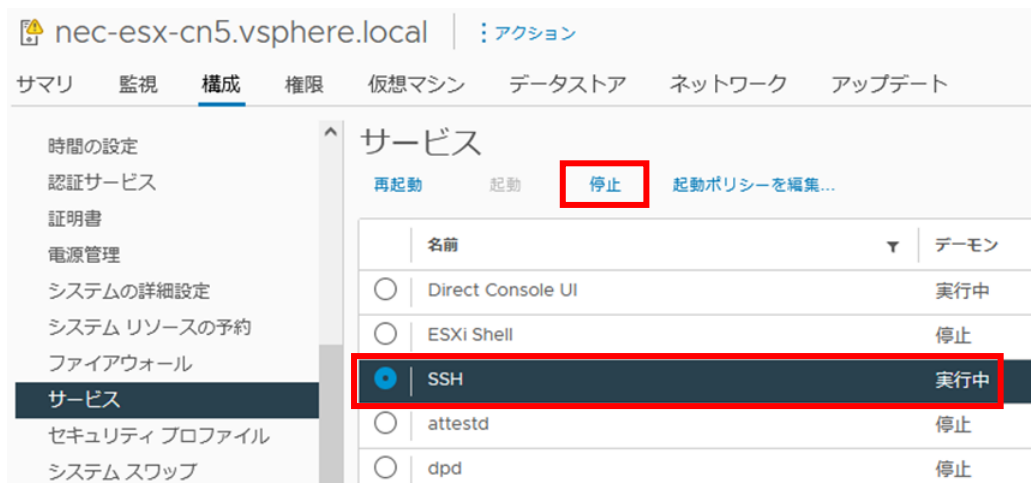 nec-esx-cn5.vsphere.local アクション
サマリ 監視 構成 権限 仮想マシン データストア ネットワーク アップデート
時間の設定
認証サービス
証明書
電源管理
システムの詳細設定
システム リソースの予約
ファイアウォール
サービス
セキュリティ プロファイル
システム スワップ
サービス
再起動 起動 停止 起動ポリシーを編集...
名前 デーモン
Direct Console UI 実行中
ESXi Shell 停止
SSH 実行中
attestd 停止
dpd 停止